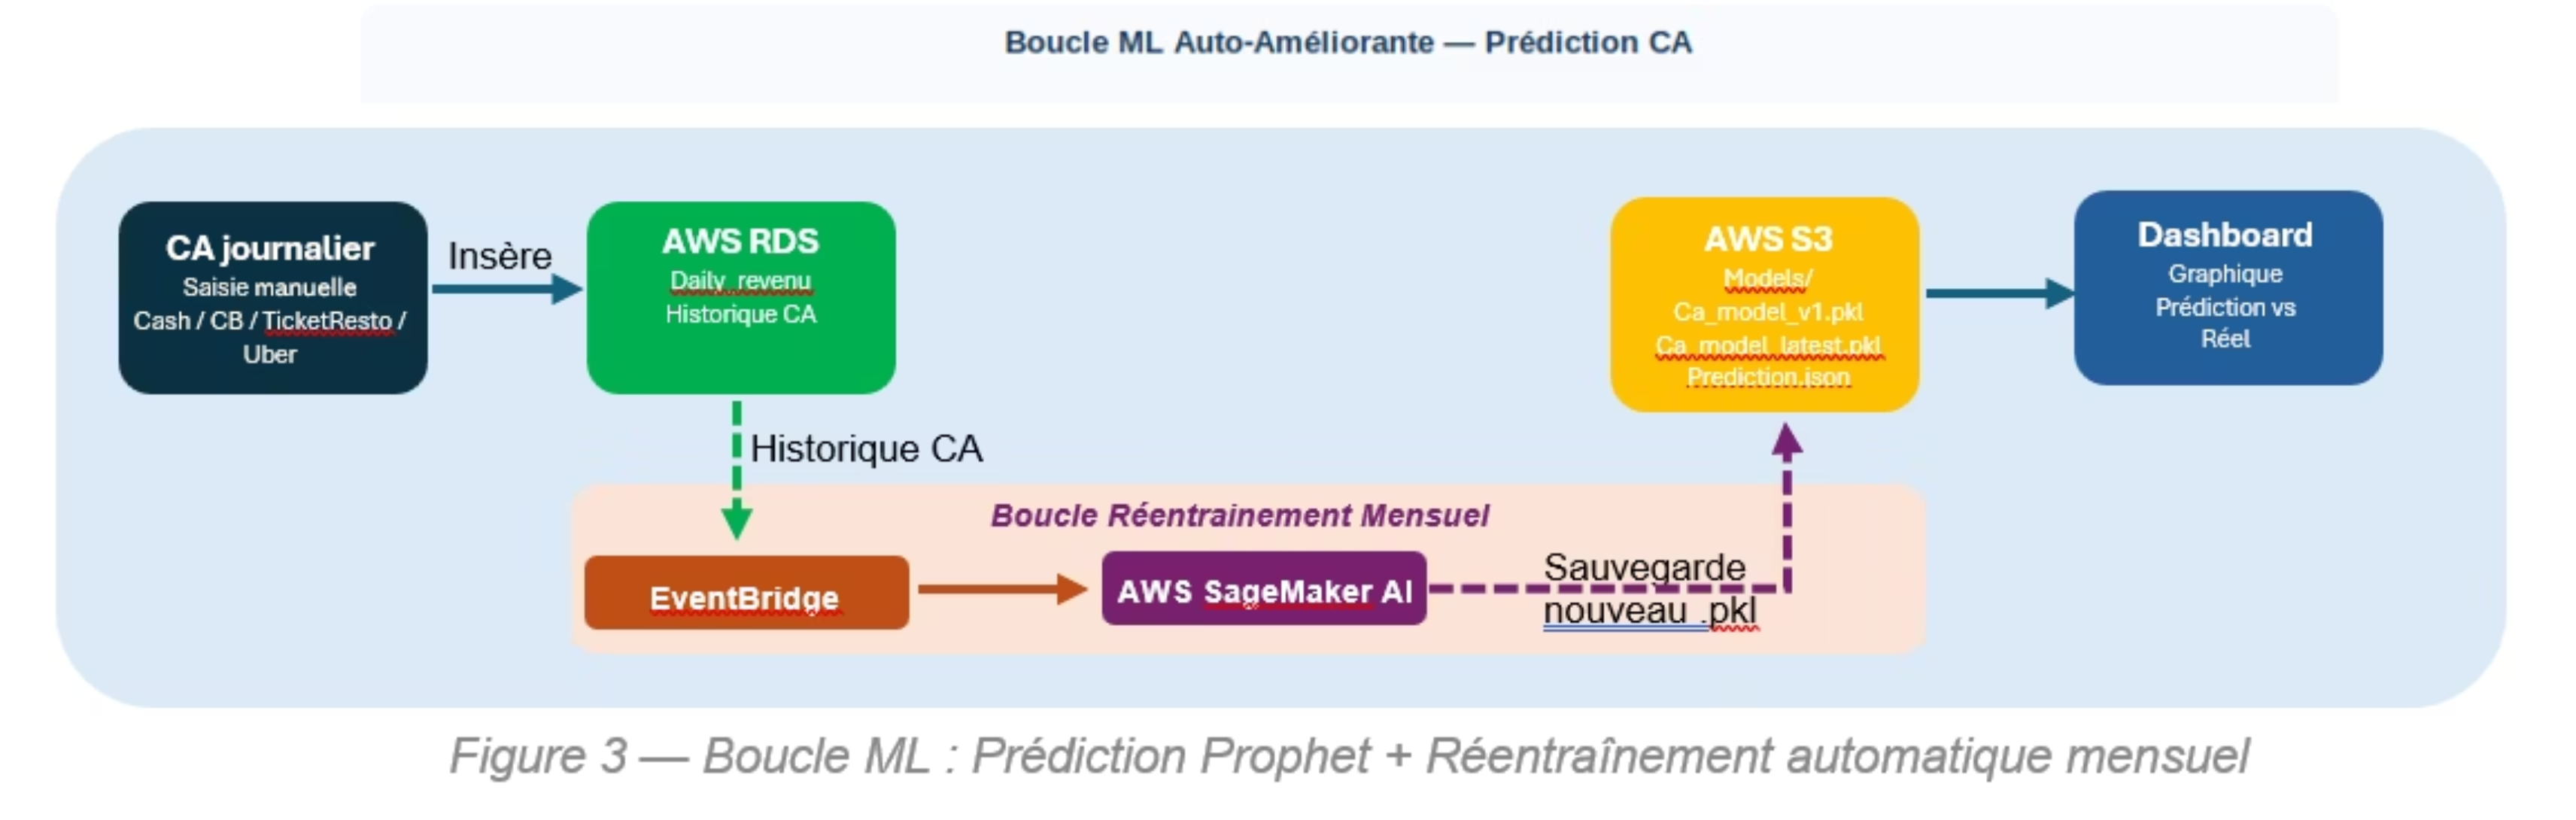 Boucle ML Auto-Améliorante — Prédiction CA
CA journalier
Saisie manuelle
Cash / CB / TicketResto /
Uber
Insère
AWS RDS
Daily_revenu
Historique CA
AWS S3
Models/
Ca_model_v1.pkl
Ca_model_latest.pkl
Prediction.json
Dashboard
Graphique
Prédiction vs
Réel
Historique CA
Boucle Réentrainement Mensuel
EventBridge
AWS SageMaker AI
Sauvegarde
nouveau .pkl
Figure 3 — Boucle ML : Prédiction Prophet + Réentraînement automatique mensuel